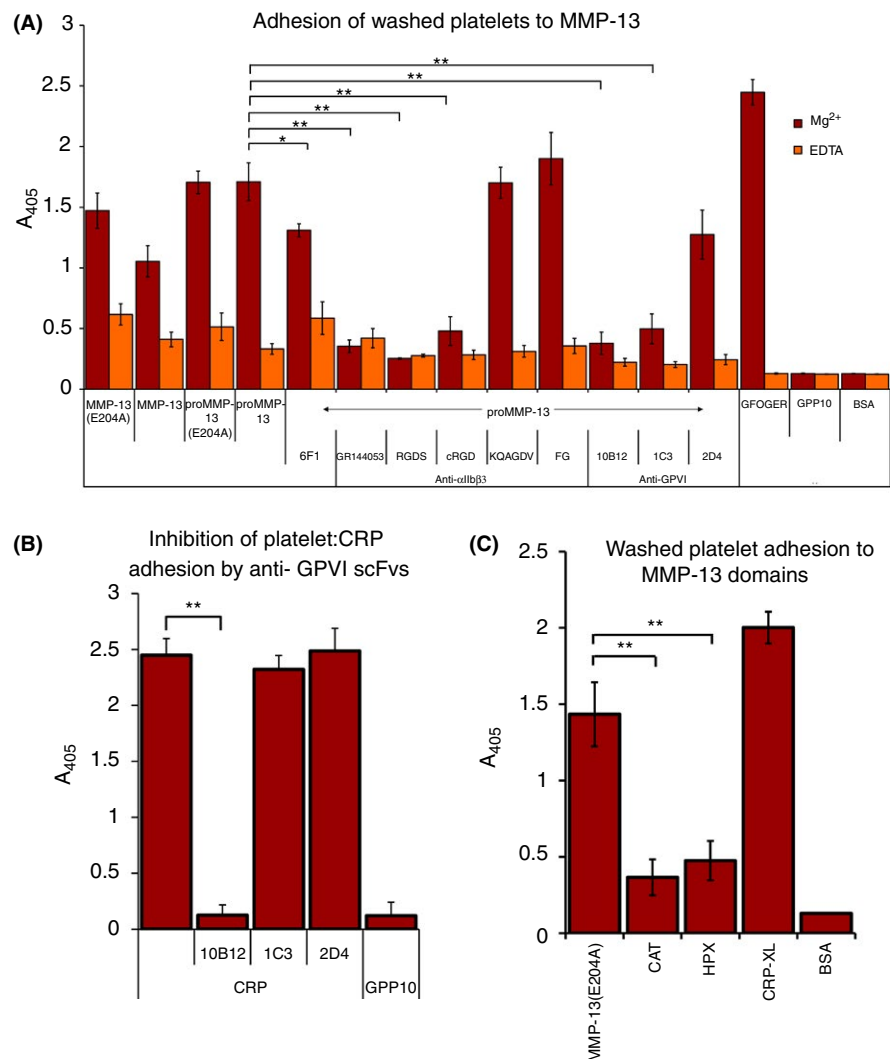 (A)
Adhesion of washed platelets to MMP-13
3
2.5
2
1.5
1
0.5
0
A405
**
**
**
**
**
*
Mg2+
EDTA
MMP-13 (E204A)
MMP-13
proMMP-13 (E204A)
proMMP-13
proMMP-13
6F1
GR144053
RGDS
cRGD
KQAGDV
FG
10B12
1C3
2D4
GFOGER
GPP10
BSA
Anti-αIIbβ3
Anti-GPVI
..
(B)
Inhibition of platelet:CRP
adhesion by anti- GPVI scFvs
3
2.5
2
1.5
1
0.5
0
A405
**
10B12
1C3
2D4
CRP
GPP10
(C)
Washed platelet adhesion to
MMP-13 domains
2.5
2
1.5
1
0.5
0
A405
**
**
MMP-13(E204A)
CAT
HPX
CRP-XL
BSA